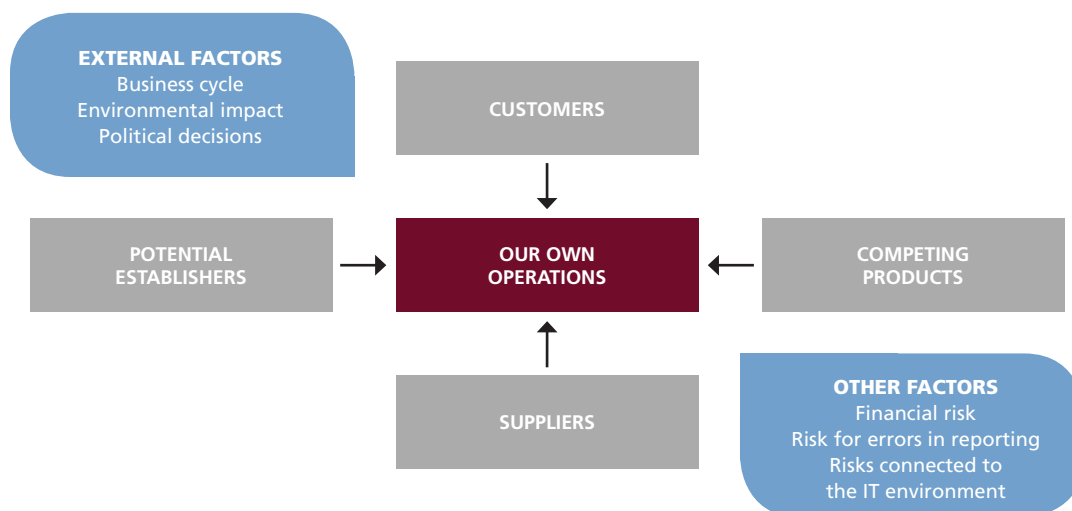 EXTERNAL FACTORS
Business cycle
Environmental impact
Political decisions
CUSTOMERS
POTENTIAL
ESTABLISHERS
OUR OWN
OPERATIONS
COMPETING
PRODUCTS
SUPPLIERS
OTHER FACTORS
Financial risk
Risk for errors in reporting
Risks connected to
the IT environment